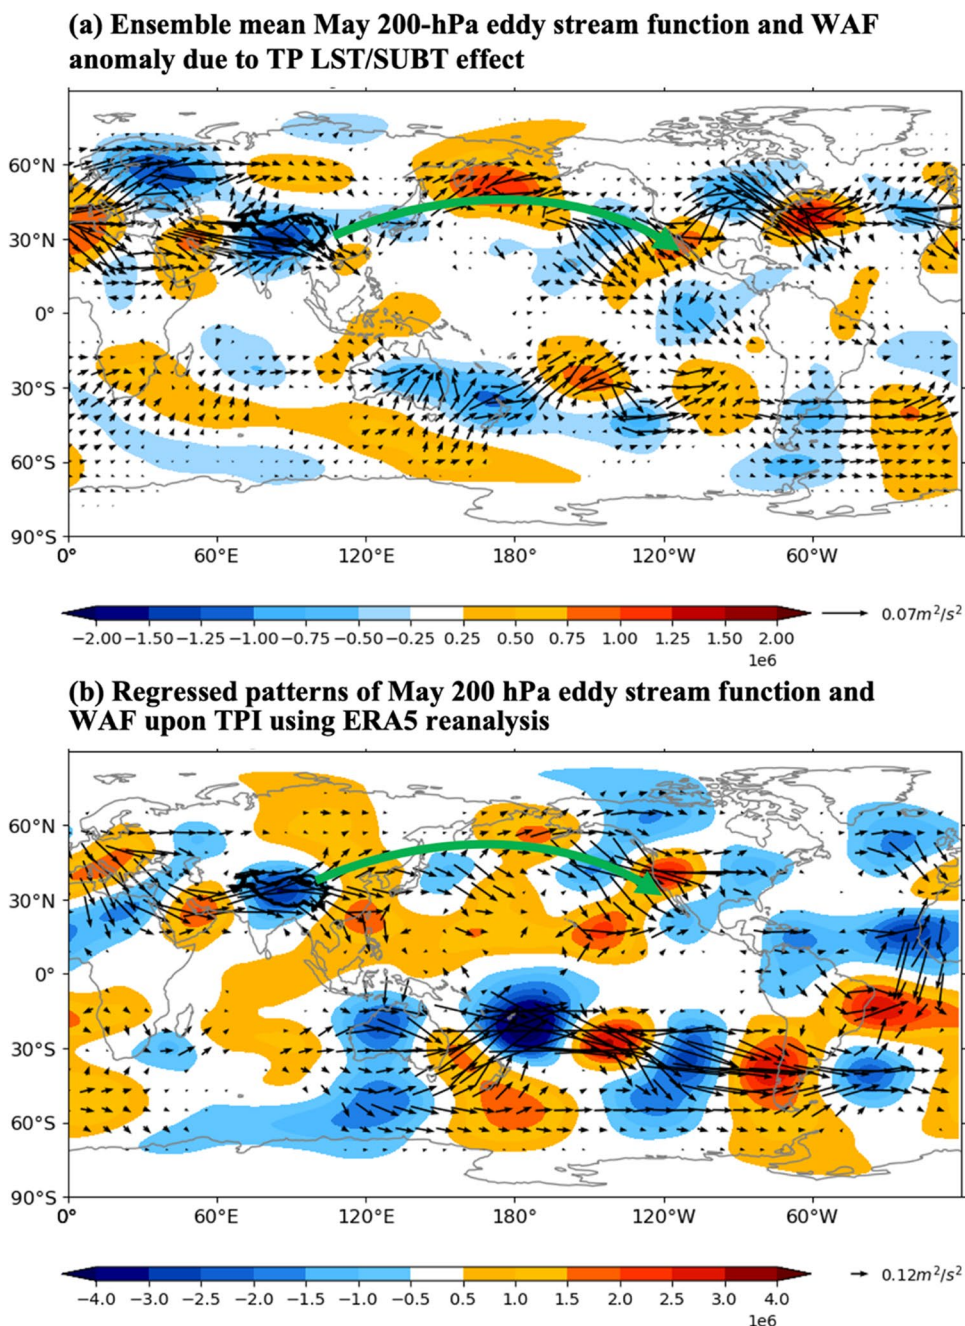 (a) Ensemble mean May 200-hPa eddy stream function and WAF
anomaly due to TP LST/SUBT effect
60°N
30°N
0°
30°S
60°S
90°S
0° 60°E 120°E 180° 120°W 60°W
−2.00 −1.50 −1.25 −1.00 −0.75 −0.50 −0.25 0.25 0.50 0.75 1.00 1.25 1.50 2.00
0.07m²/s²
1e6
(b) Regressed patterns of May 200 hPa eddy stream function and
WAF upon TPI using ERA5 reanalysis
60°N
30°N
0°
30°S
60°S
90°S
0° 60°E 120°E 180° 120°W 60°W
−4.0 −3.0 −2.5 −2.0 −1.5 −1.0 −0.5 0.5 1.0 1.5 2.0 2.5 3.0 4.0
0.12m²/s²
1e6